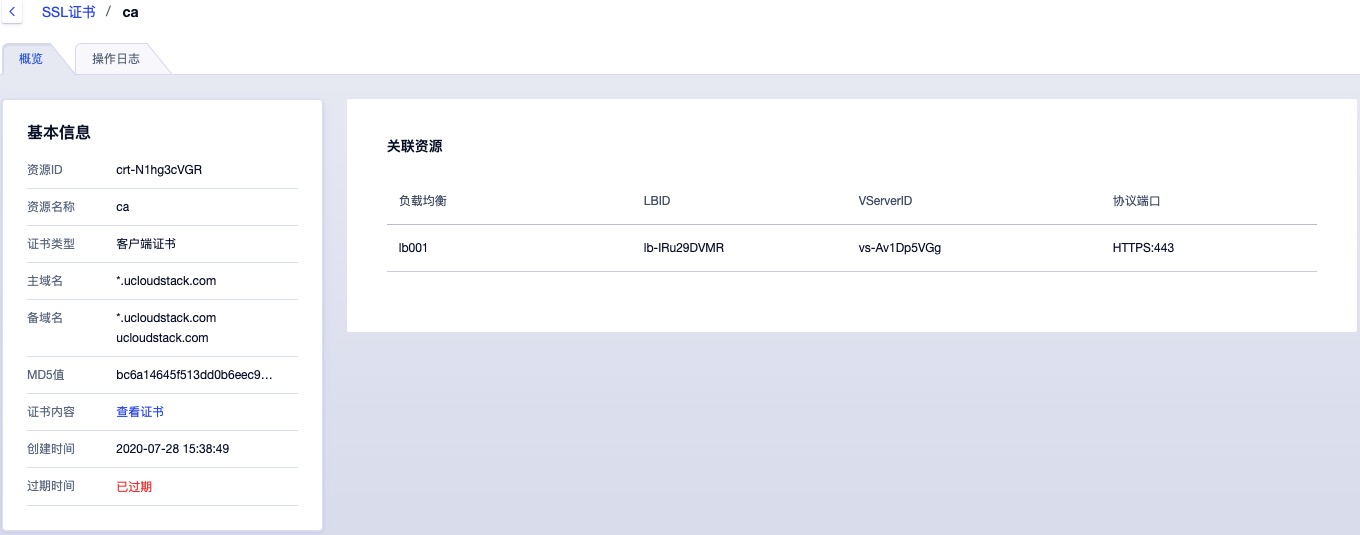 SSL证书 / ca
概览 操作日志
基本信息
资源ID crt-N1hg3cVGR
资源名称 ca
证书类型 客户端证书
主域名 *.ucloudstack.com
备域名 *.ucloudstack.com
ucloudstack.com
MD5值 bc6a14645f513dd0b6eec9...
证书内容 查看证书
创建时间 2020-07-28 15:38:49
过期时间 已过期
关联资源
负载均衡 LBID VServerID 协议端口
lb001 lb-IRu29DVMR vs-Av1Dp5VGg HTTPS:443